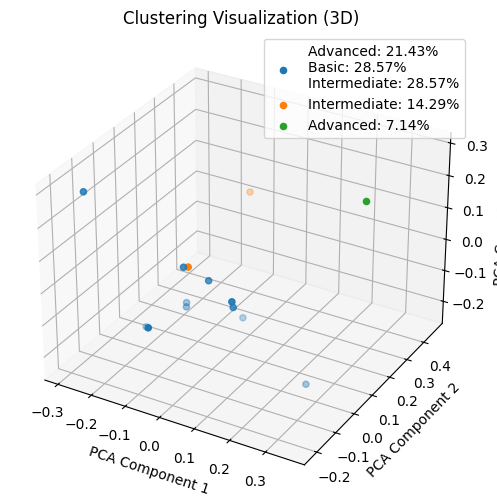 Clustering Visualization (3D)
Advanced: 21.43%
Basic: 28.57%
Intermediate: 28.57%
Intermediate: 14.29%
Advanced: 7.14%
0.3
0.2
0.1
0.0
−0.1
−0.2
PCA C
0.4
0.3
0.2
0.1
0.0
−0.1
−0.2
PCA Component 2
−0.3
−0.2
−0.1
0.0
0.1
0.2
0.3
PCA Component 1